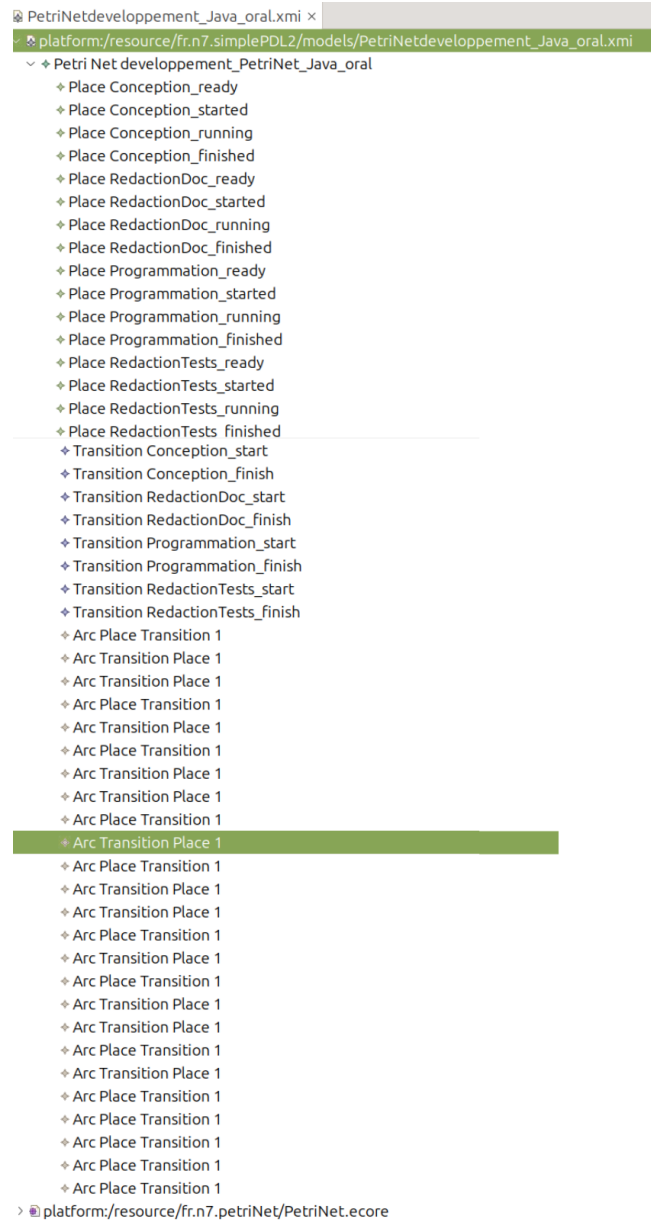 PetriNetdeveloppement_Java_oral.xmi ×
platform:/resource/fr.n7.simplePDL2/models/PetriNetdeveloppement_Java_oral.xmi
Petri Net developpement_PetriNet_Java_oral
Place Conception_ready
Place Conception_started
Place Conception_running
Place Conception_finished
Place RedactionDoc_ready
Place RedactionDoc_started
Place RedactionDoc_running
Place RedactionDoc_finished
Place Programmation_ready
Place Programmation_started
Place Programmation_running
Place Programmation_finished
Place RedactionTests_ready
Place RedactionTests_started
Place RedactionTests_running
Place RedactionTests_finished
Transition Conception_start
Transition Conception_finish
Transition RedactionDoc_start
Transition RedactionDoc_finish
Transition Programmation_start
Transition Programmation_finish
Transition RedactionTests_start
Transition RedactionTests_finish
Arc Place Transition 1
Arc Transition Place 1
Arc Transition Place 1
Arc Place Transition 1
Arc Transition Place 1
Arc Place Transition 1
Arc Transition Place 1
Arc Transition Place 1
Arc Place Transition 1
Arc Transition Place 1
Arc Place Transition 1
Arc Transition Place 1
Arc Transition Place 1
Arc Place Transition 1
Arc Transition Place 1
Arc Place Transition 1
Arc Transition Place 1
Arc Transition Place 1
Arc Place Transition 1
Arc Transition Place 1
Arc Place Transition 1
Arc Place Transition 1
Arc Place Transition 1
Arc Place Transition 1
Arc Place Transition 1
platform:/resource/fr.n7.petriNet/PetriNet.ecore